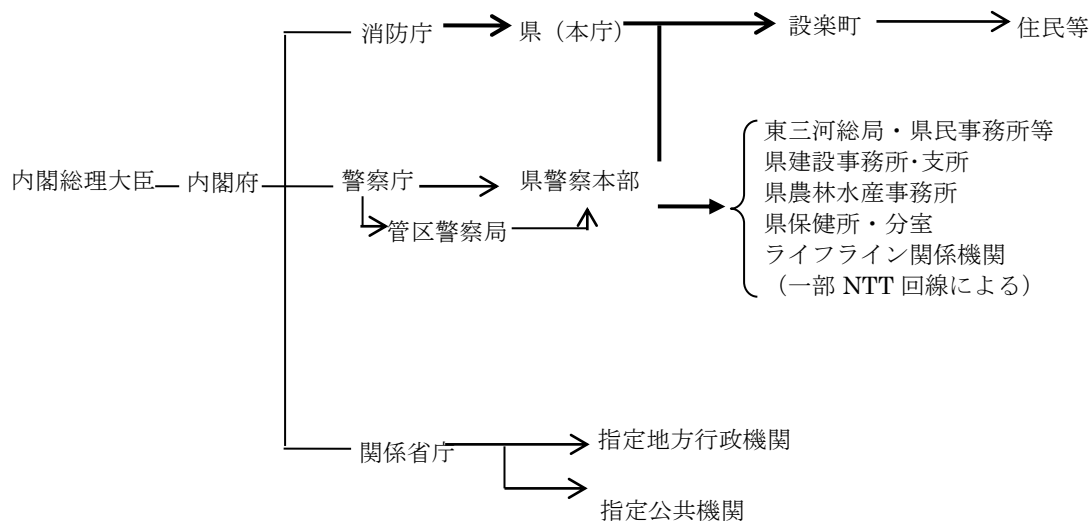 消防庁
県（本庁）
設楽町
住民等
内閣総理大臣
内閣府
警察庁
管区警察局
県警察本部
東三河総局・県民事務所等
県建設事務所・支所
県農林水産事務所
県保健所・分室
ライフライン関係機関
（一部 NTT 回線による）
関係省庁
指定地方行政機関
指定公共機関